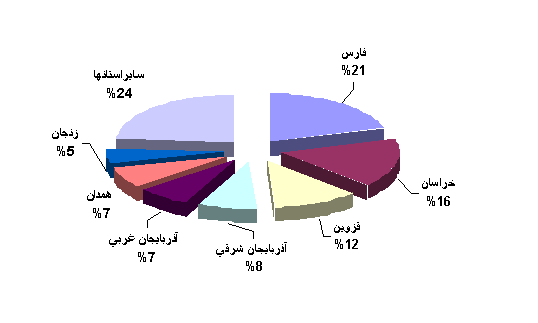 فارس
%21
خراسان
%16
قزوين
%12
آذربايجان شرقي
%8
آذربايجان غربي
%7
همدان
%7
زنجان
%5
سايراستانها
%24